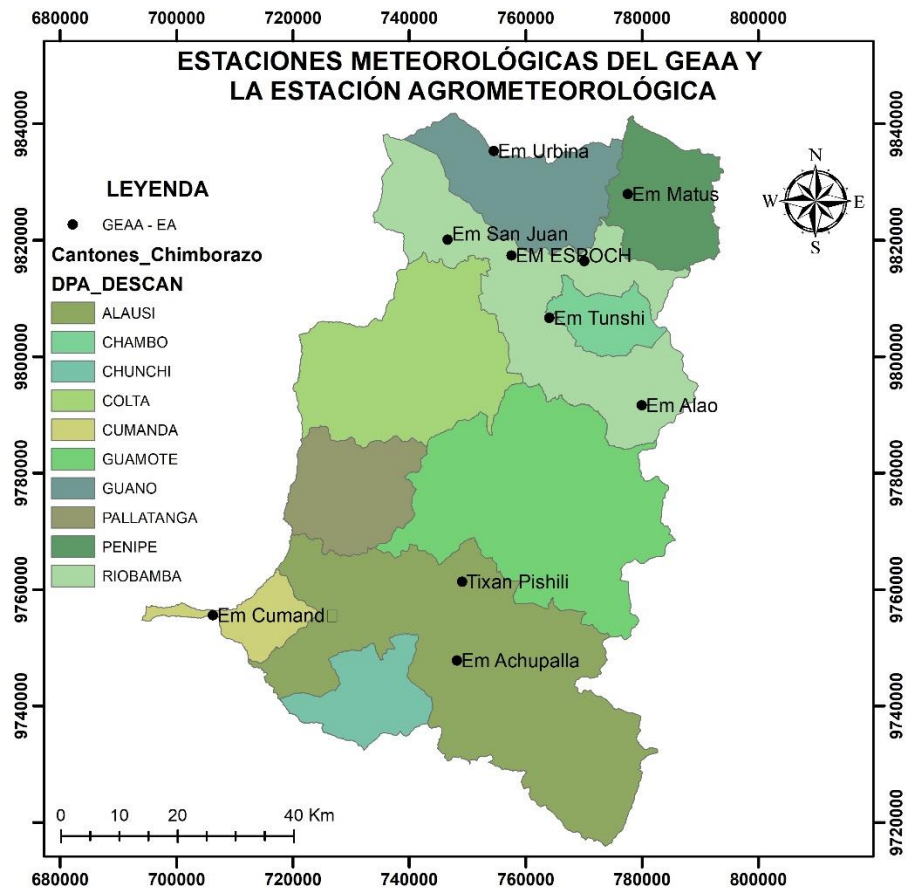 680000 700000 720000 740000 760000 780000 800000
ESTACIONES METEOROLÓGICAS DEL GEAA Y
LA ESTACIÓN AGROMETEOROLÓGICA
9840000
9820000
9800000
9780000
9760000
9740000
9720000
N
W
E
S
LEYENDA
GEAA - EA
Cantones_Chimborazo
DPA_DESCAN
ALAUSI
CHAMBO
CHUNCHI
COLTA
CUMANDA
GUAMOTE
GUANO
PALLATANGA
PENIPE
RIOBAMBA
Em Urbina
Em Matus
Em San Juan
EM ESPOCH
Em Tunshi
Em Alao
Tixan Pishili
Em Cumand□
Em Achupalla
0 10 20 40 Km
9840000
9820000
9800000
9780000
9760000
9740000
9720000
680000 700000 720000 740000 760000 780000 800000